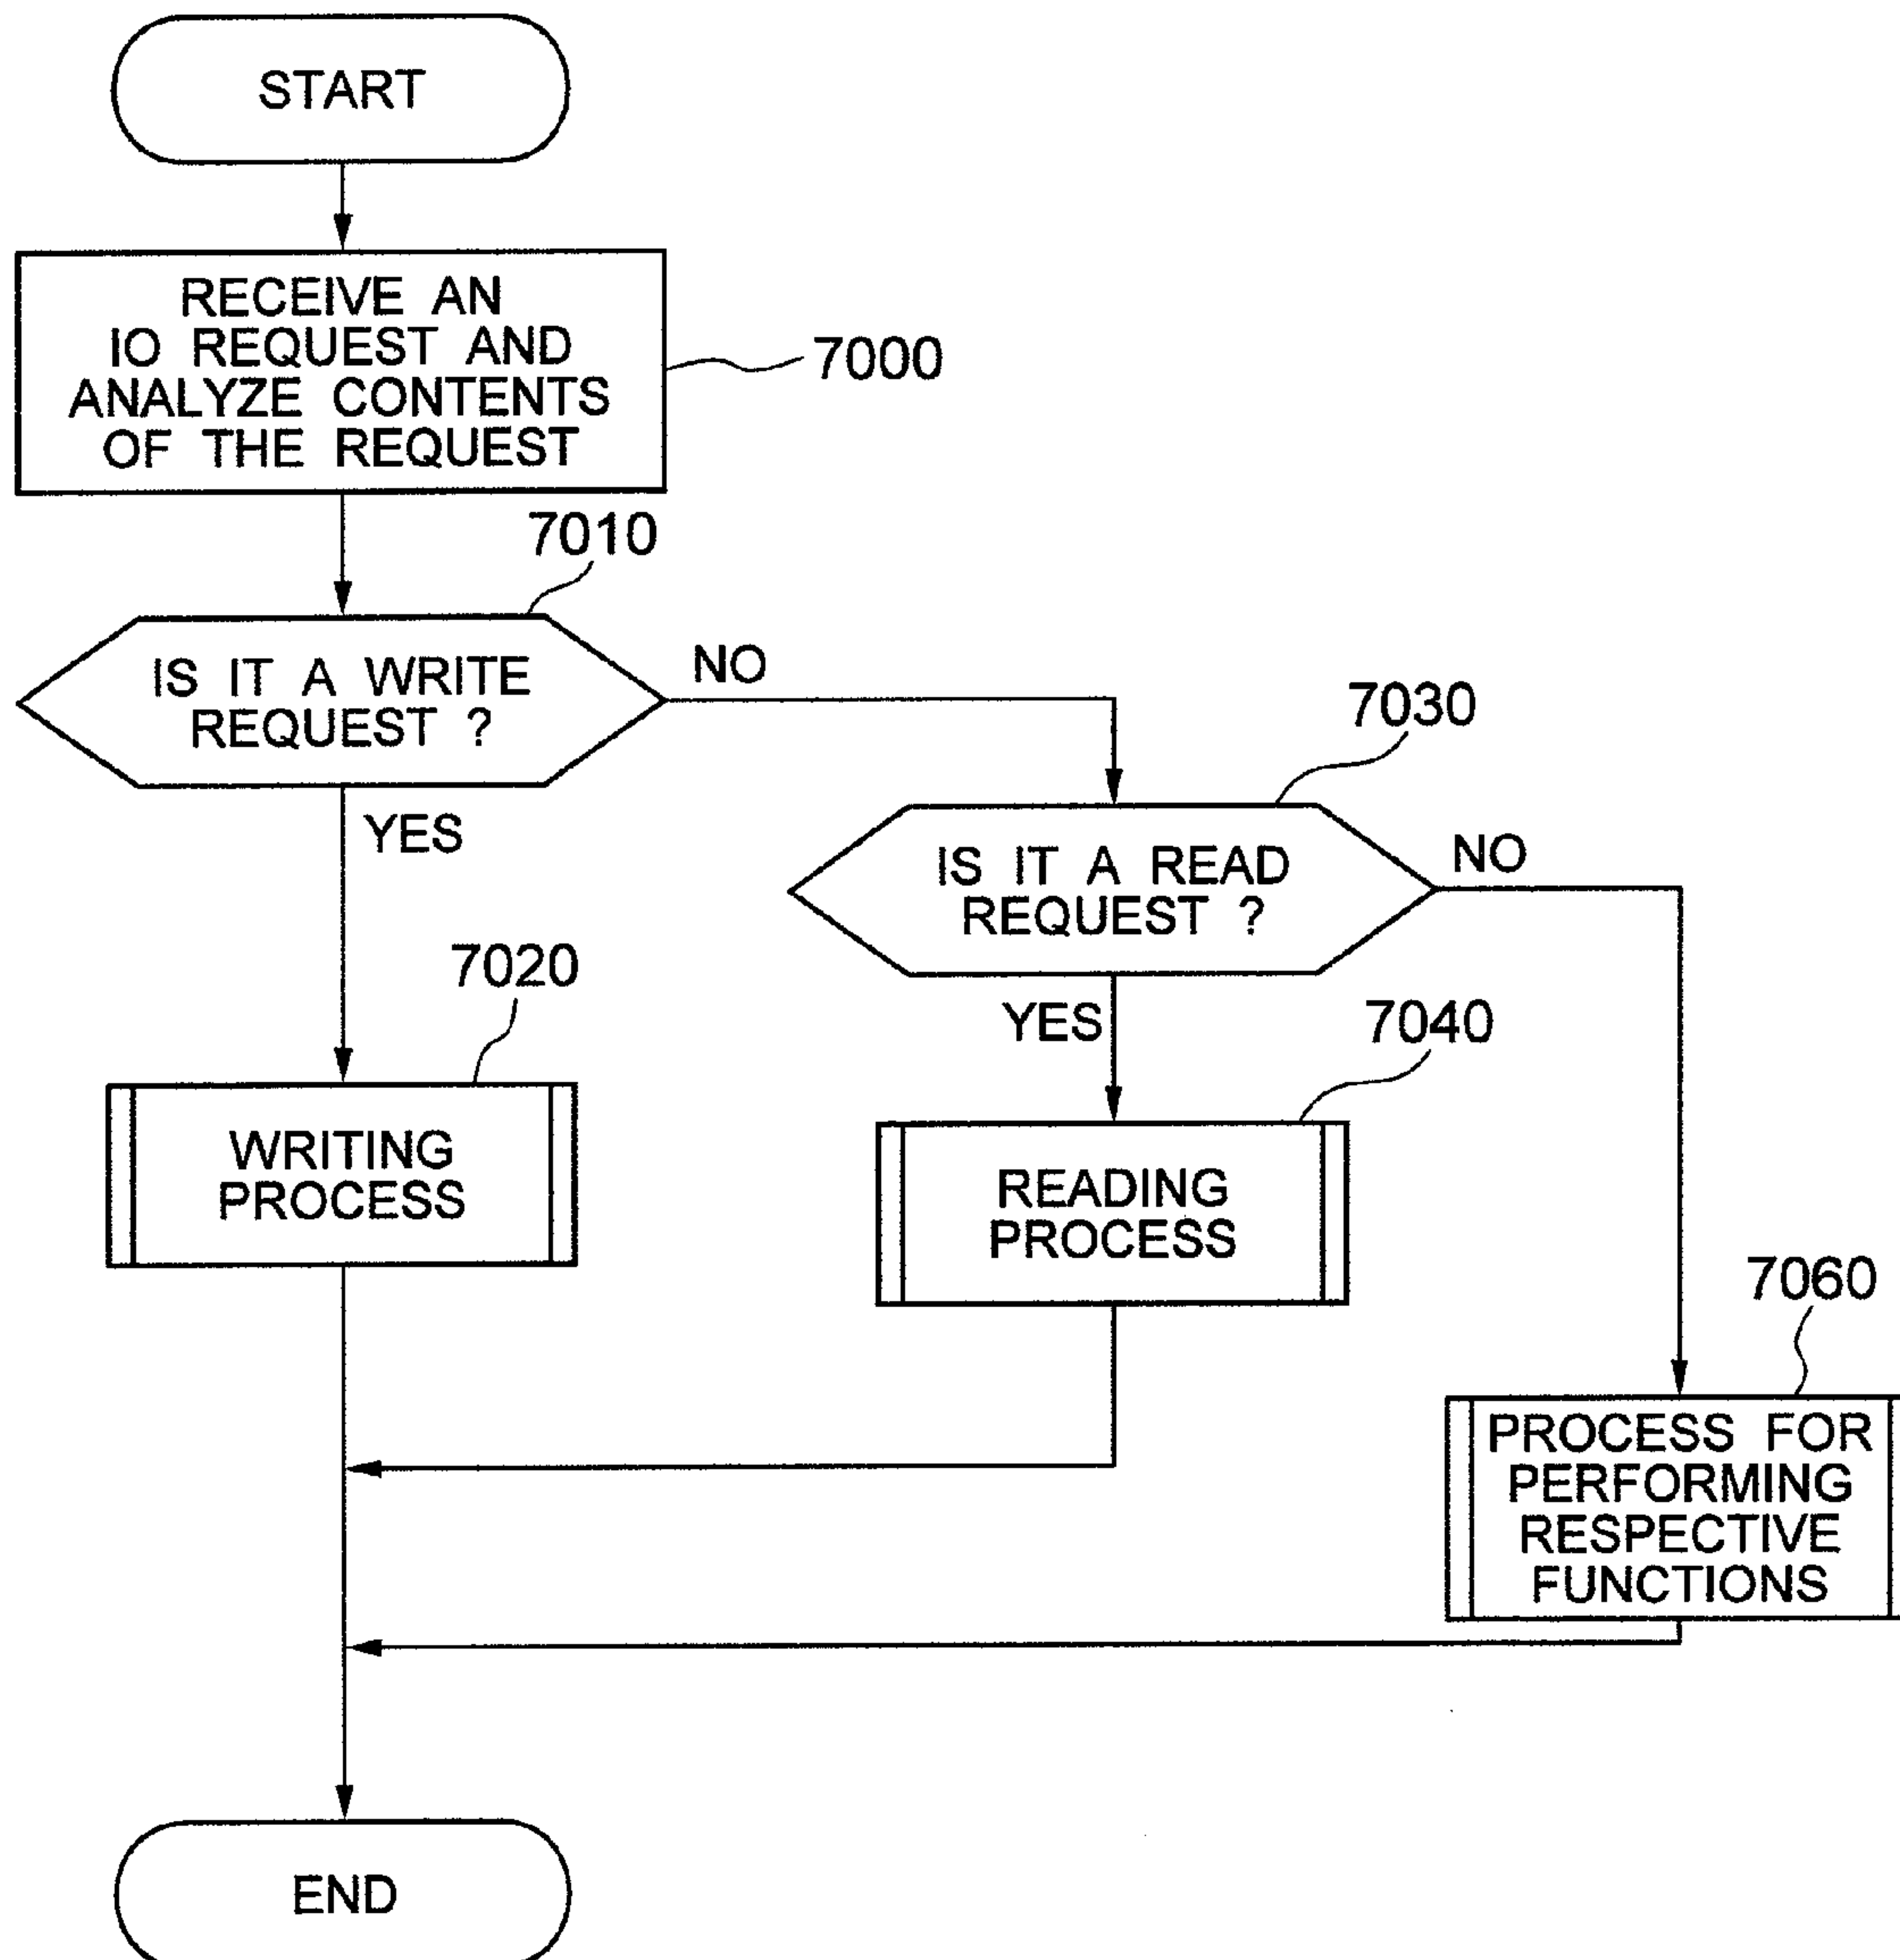 START
RECEIVE AN
IO REQUEST AND
ANALYZE CONTENTS
OF THE REQUEST
7000
7010
IS IT A WRITE
REQUEST ?
NO
YES
7030
IS IT A READ
REQUEST ?
NO
YES
7020
WRITING
PROCESS
7040
READING
PROCESS
7060
PROCESS FOR
PERFORMING
RESPECTIVE
FUNCTIONS
END